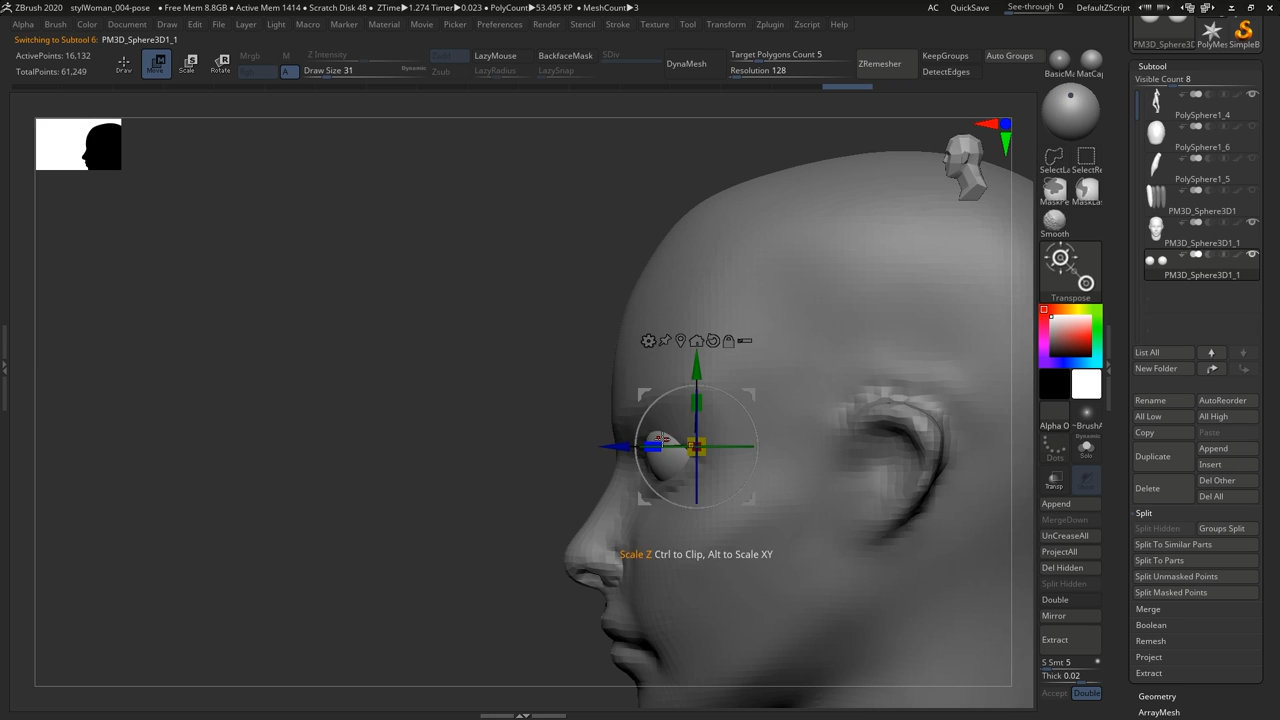 ZBrush 2020 stylWoman_004-pose • Free Mem 8.8GB • Active Mem 1414 • Scratch Disk 48 • ZTime▶1.274 Timer▶0.023 • PolyCount▶53.495 KP • MeshCount▶3 AC QuickSave See-through 0 Menus DefaultZScript
Alpha Brush Color Document Draw Edit File Layer Light Macro Marker Material Movie Picker Preferences Render Stencil Stroke Texture Tool Transform Zplugin Zscript Help
Switching to Subtool 6: PM3D_Sphere3D1_1
ActivePoints: 16,132
TotalPoints: 61,249
Draw
Move
Scale
Rotate
Mrgb M
A
Z Intensity
Draw Size 31 Dynamic
Zsub
LazyMouse
LazyRadius
BackfaceMask
LazySnap
SDiv
DynaMesh
Target Polygons Count 5
Resolution 128
ZRemesher
KeepGroups
DetectEdges
Auto Groups
BasicMa MatCap
SelectLa SelectRe
MaskPe MaskLas
Smooth
Transpose
Alpha O ~BrushA
Dots
Dynamic
Solo
Transp
Append
MergeDown
UnCreaseAll
ProjectAll
Del Hidden
Split Hidden
Double
Mirror
Extract
S Smt 5
Thick 0.02
Accept Double
Scale Z Ctrl to Clip, Alt to Scale XY
PM3D_Sphere3D PolyMes SimpleB
Subtool
Visible Count 8
PolySphere1_4
PolySphere1_6
PolySphere1_5
PM3D_Sphere3D1
PM3D_Sphere3D1_1
PM3D_Sphere3D1_1
List All
New Folder
Rename AutoReorder
All Low All High
Copy Paste
Duplicate Append
Insert
Delete Del Other
Del All
Split
Split Hidden Groups Split
Split To Similar Parts
Split To Parts
Split Unmasked Points
Split Masked Points
Merge
Boolean
Remesh
Project
Extract
Geometry
ArrayMesh